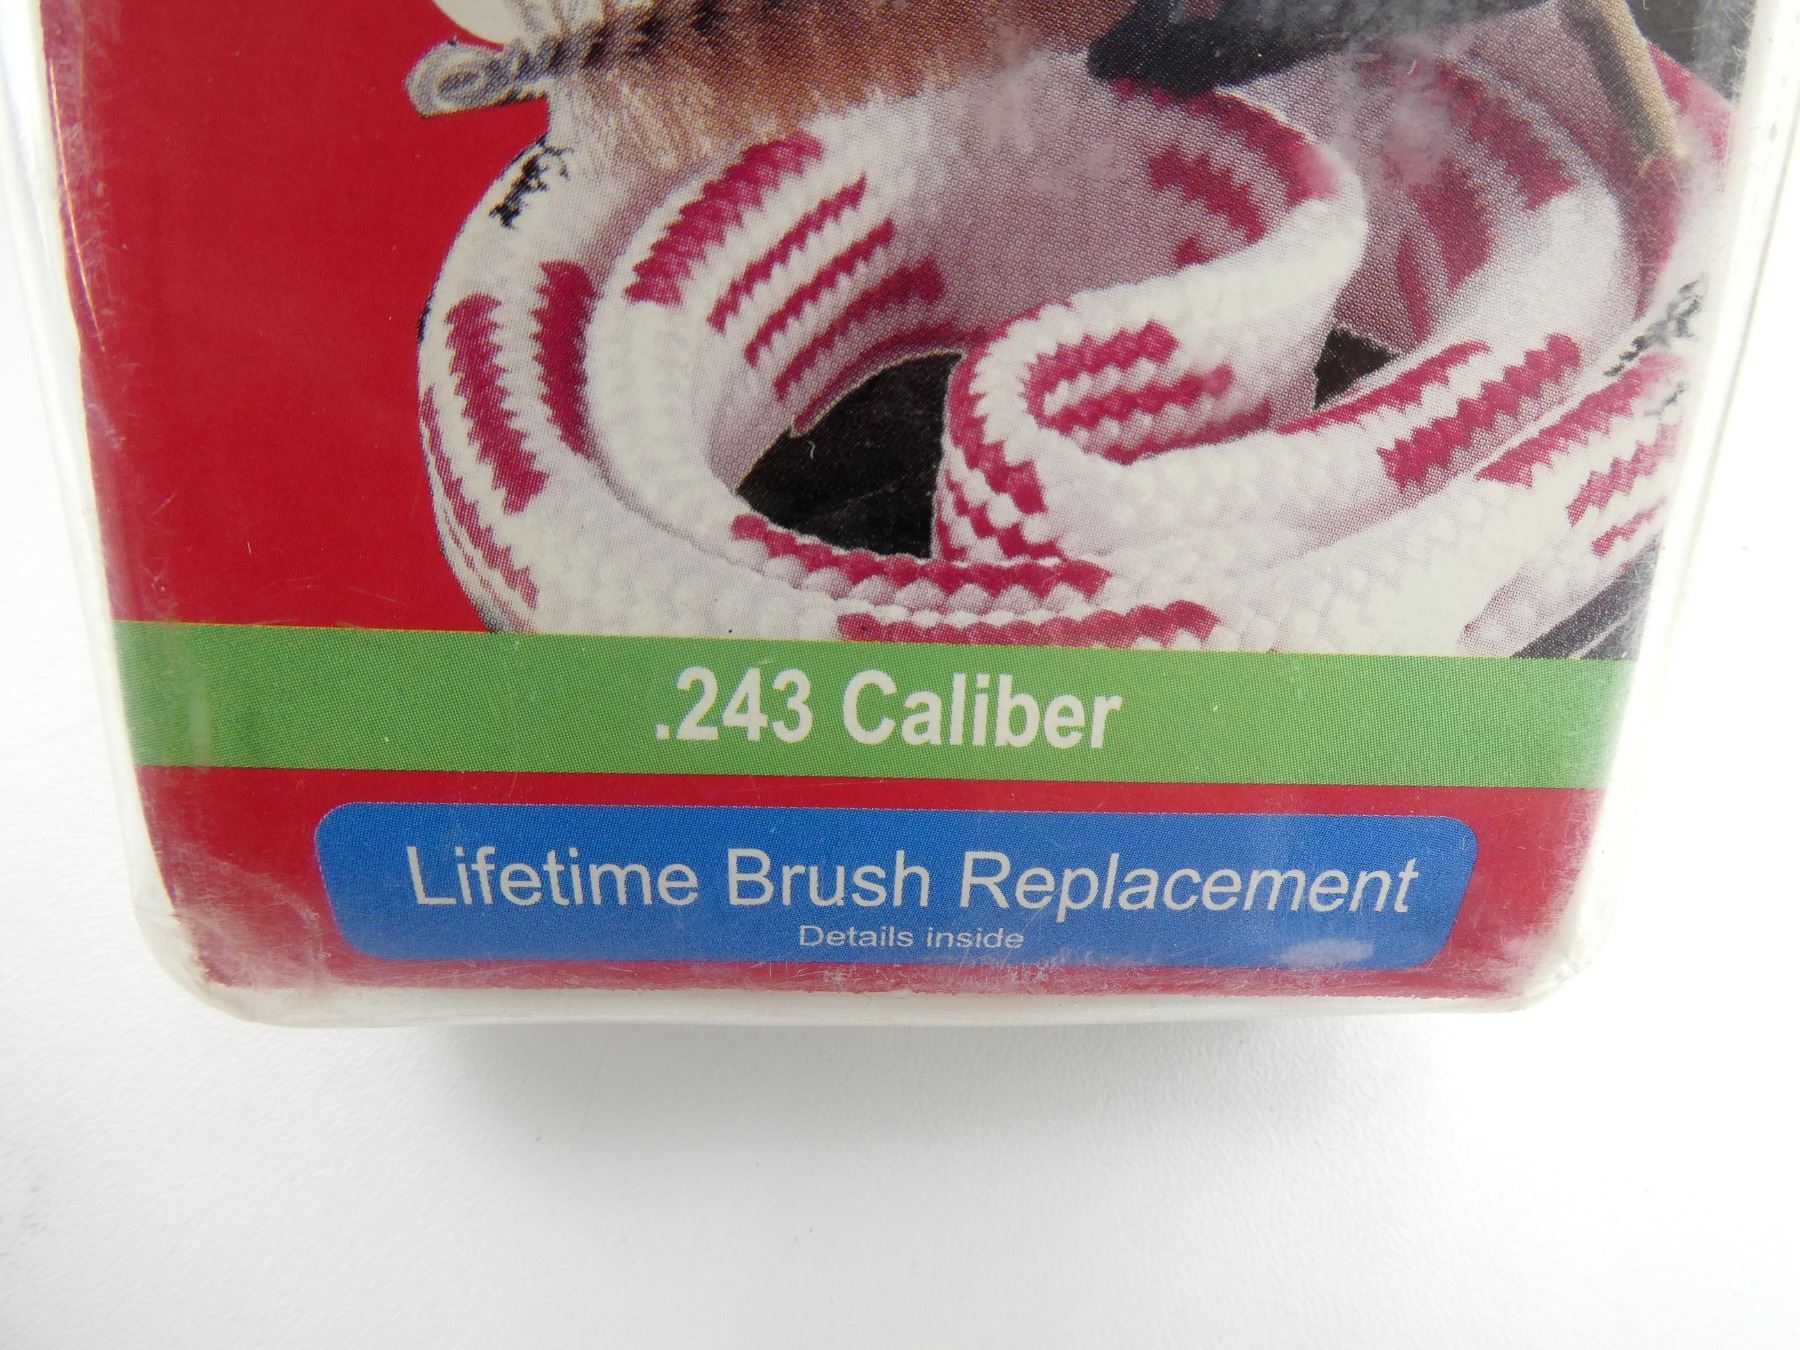 .243 Caliber
Lifetime Brush Replacement
Details inside